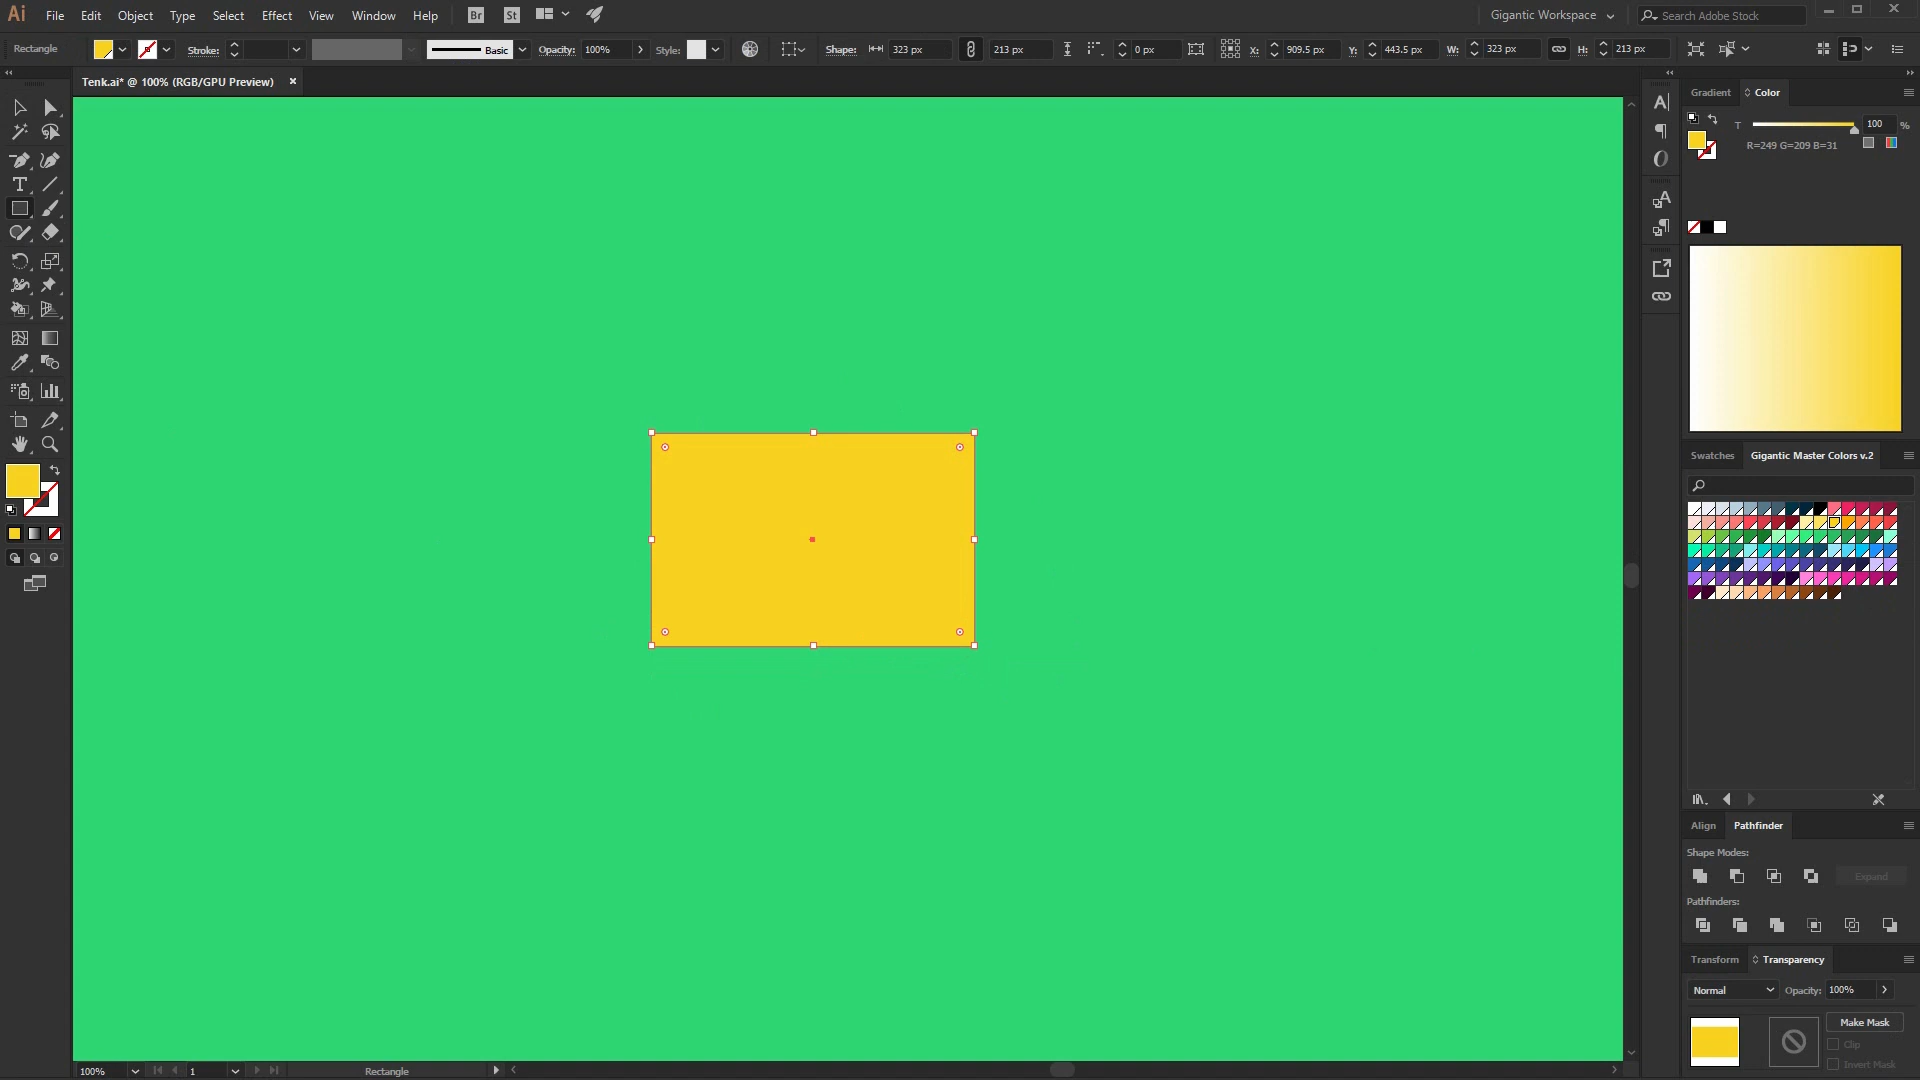 Ai File Edit Object Type Select Effect View Window Help Br St Gigantic Workspace Search Adobe Stock
Rectangle Stroke: Basic Opacity: 100% Style: Shape: 323 px 213 px 0 px X: 909.5 px Y: 443.5 px W: 323 px H: 213 px
Tenk.ai* @ 100% (RGB/GPU Preview)
Gradient Color
T 100 %
R=249 G=209 B=31
Swatches Gigantic Master Colors v.2
Align Pathfinder
Shape Modes:
Expand
Pathfinders:
Transform Transparency
Normal Opacity: 100%
Make Mask
Clip
Invert Mask
100% 1 Rectangle